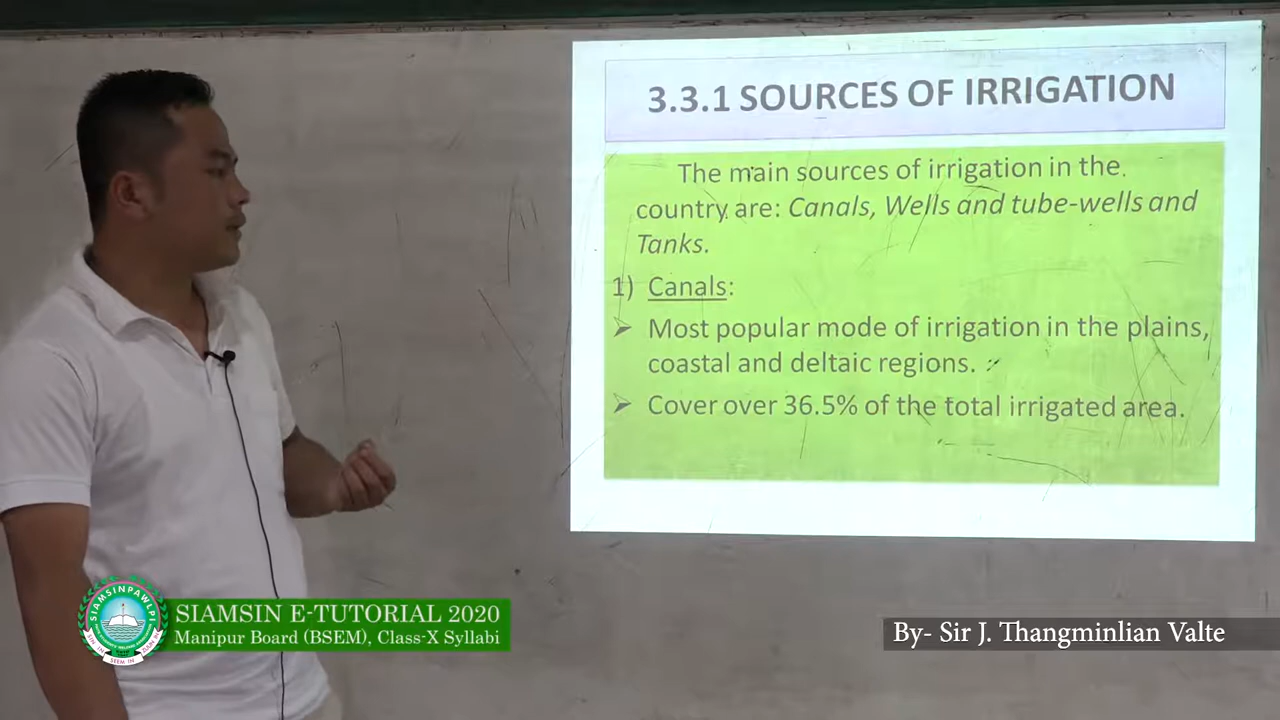 3.3.1 SOURCES OF IRRIGATION
The main sources of irrigation in the
country are: Canals, Wells and tube-wells and
Tanks.
1) Canals:
➢ Most popular mode of irrigation in the plains,
coastal and deltaic regions.
➢ Cover over 36.5% of the total irrigated area.
SIAMSINPAWLPI
SIAMSIN E-TUTORIAL 2020
Manipur Board (BSEM), Class-X Syllabi
By- Sir J. Thangminlian Valte